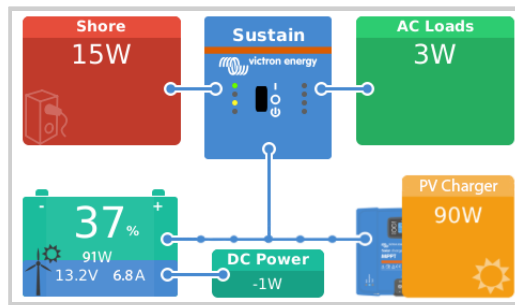 Shore
15W
Sustain
victron energy
AC Loads
3W
37%
91W
13.2V 6.8A
DC Power
-1W
PV Charger
90W